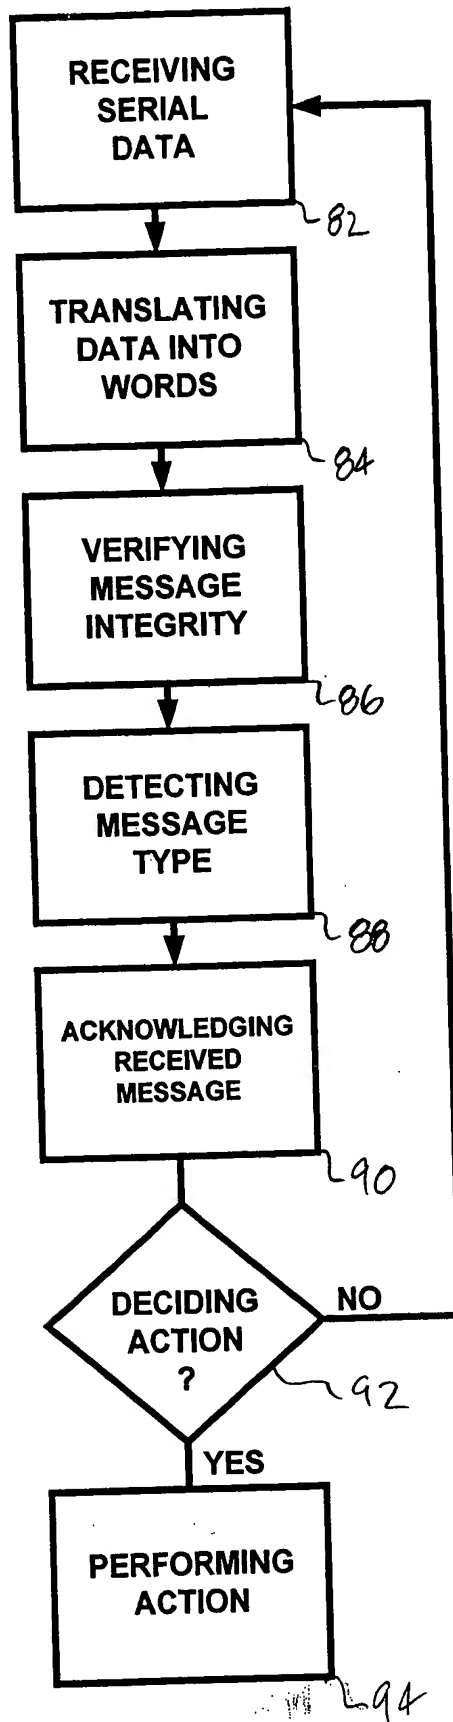 RECEIVING
SERIAL
DATA
82
TRANSLATING
DATA INTO
WORDS
84
VERIFYING
MESSAGE
INTEGRITY
86
DETECTING
MESSAGE
TYPE
88
ACKNOWLEDGING
RECEIVED
MESSAGE
90
DECIDING
ACTION
?
NO
92
YES
PERFORMING
ACTION
94